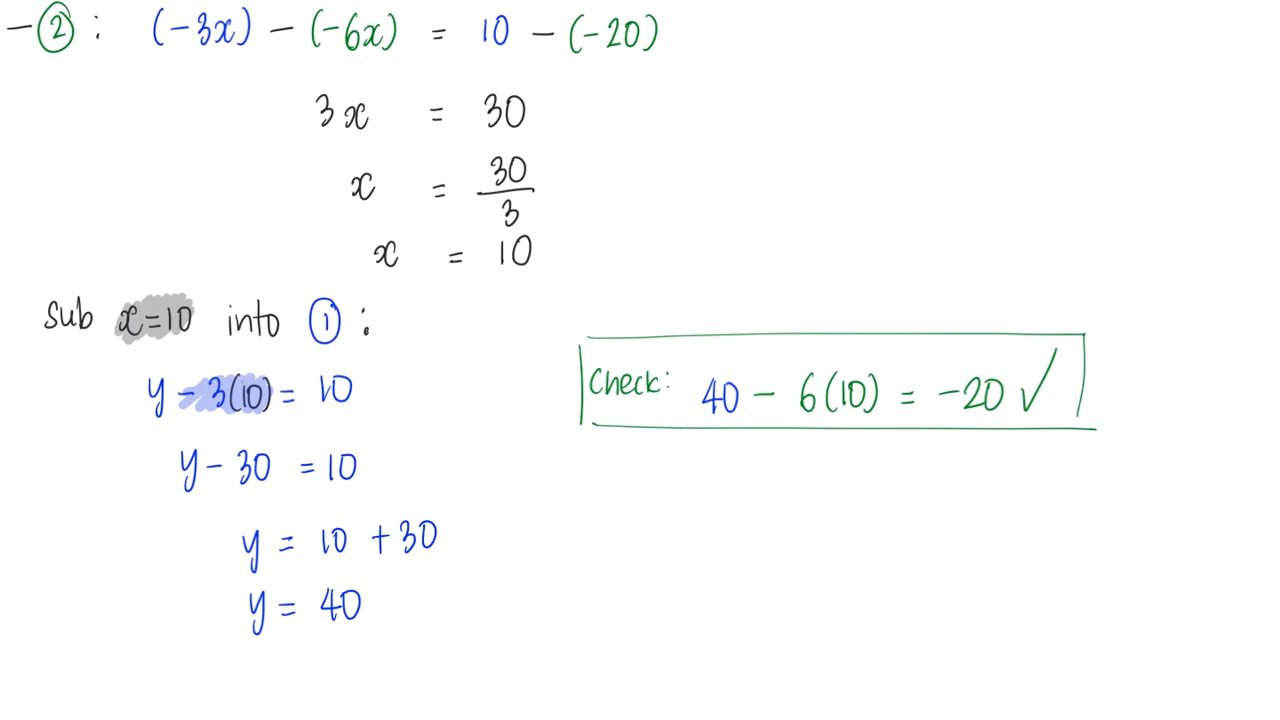 - ② : (-3x) - (-6x) = 10 - (-20)
3x = 30
x = 30/3
x = 10
Sub x=10 into ① :
y - 3(10) = 10
Check: 40 - 6(10) = -20 ✓
y - 30 = 10
y = 10 + 30
y = 40